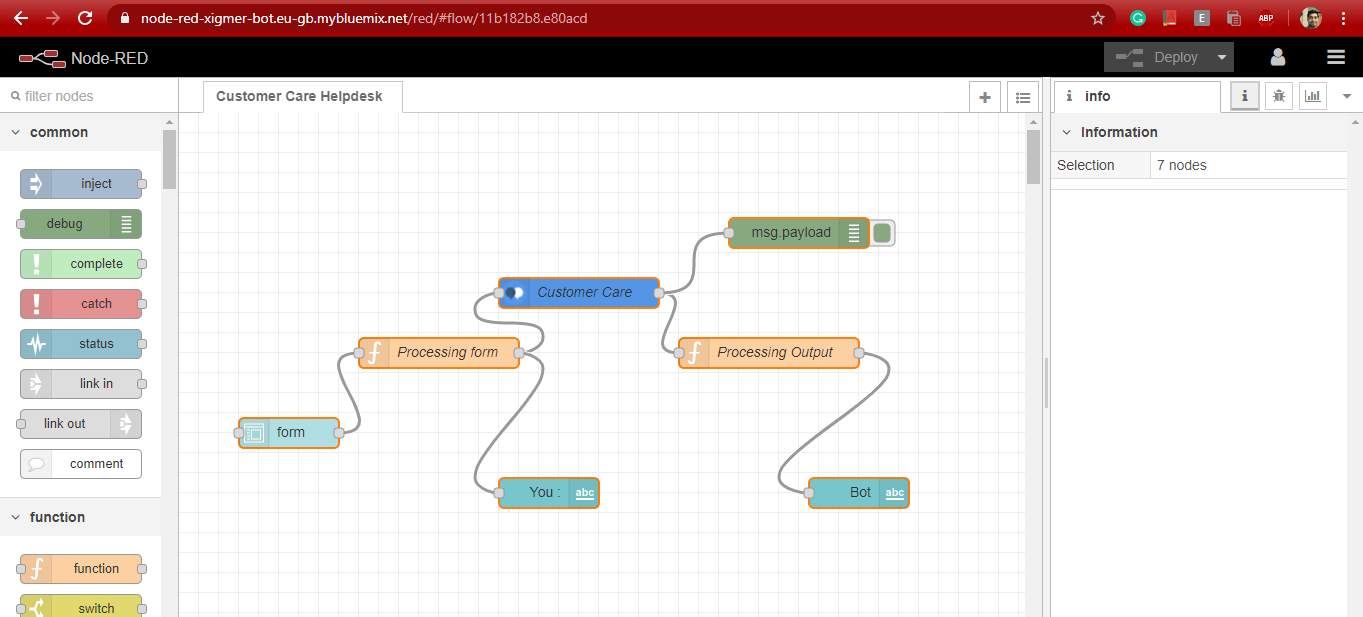 node-red-xigmer-bot.eu-gb.mybluemix.net/red/#flow/11b182b8.e80acd
E
ABP
Node-RED
Deploy
filter nodes
Customer Care Helpdesk
i info
i
common
inject
debug
complete
catch
status
link in
link out
comment
function
function
switch
msg.payload
Customer Care
Processing form
Processing Output
form
You :
abc
Bot
abc
Information
Selection
7 nodes